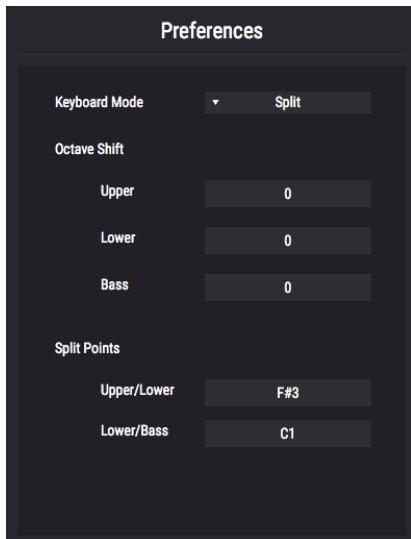 Preferences
Keyboard Mode Split
Octave Shift
Upper 0
Lower 0
Bass 0
Split Points
Upper/Lower F#3
Lower/Bass C1